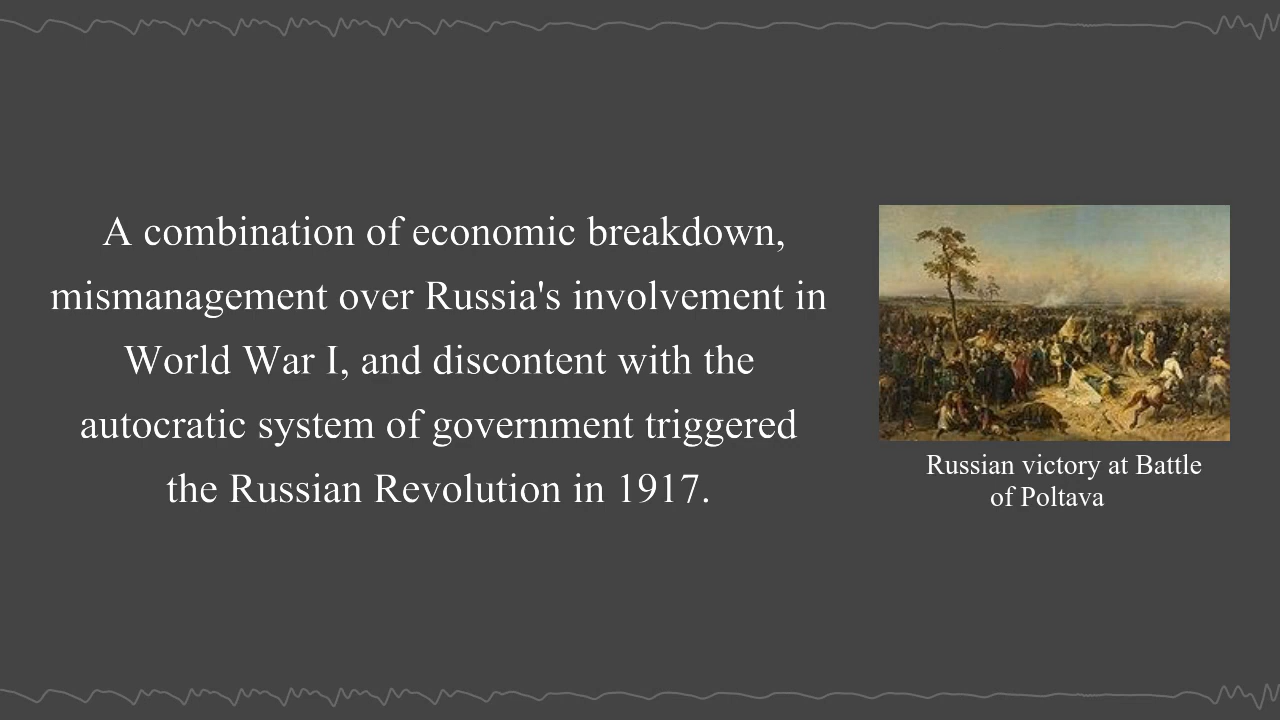 A combination of economic breakdown,
mismanagement over Russia's involvement in
World War I, and discontent with the
autocratic system of government triggered
the Russian Revolution in 1917.
Russian victory at Battle
of Poltava